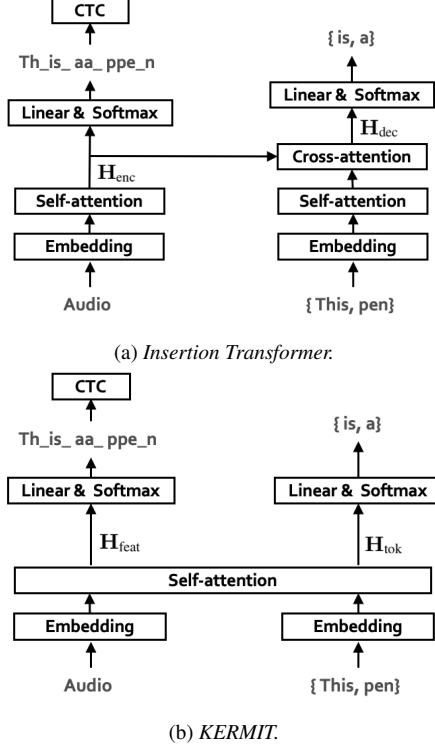 CTC
Th_is_ aa_ ppe_n
{ is, a}
Linear & Softmax
Linear & Softmax
H_dec
Cross-attention
H_enc
Self-attention
Self-attention
Embedding
Embedding
Audio
{ This, pen}
(a) Insertion Transformer.
CTC
Th_is_ aa_ ppe_n
{ is, a}
Linear & Softmax
Linear & Softmax
H_feat
H_tok
Self-attention
Embedding
Embedding
Audio
{ This, pen}
(b) KERMIT.